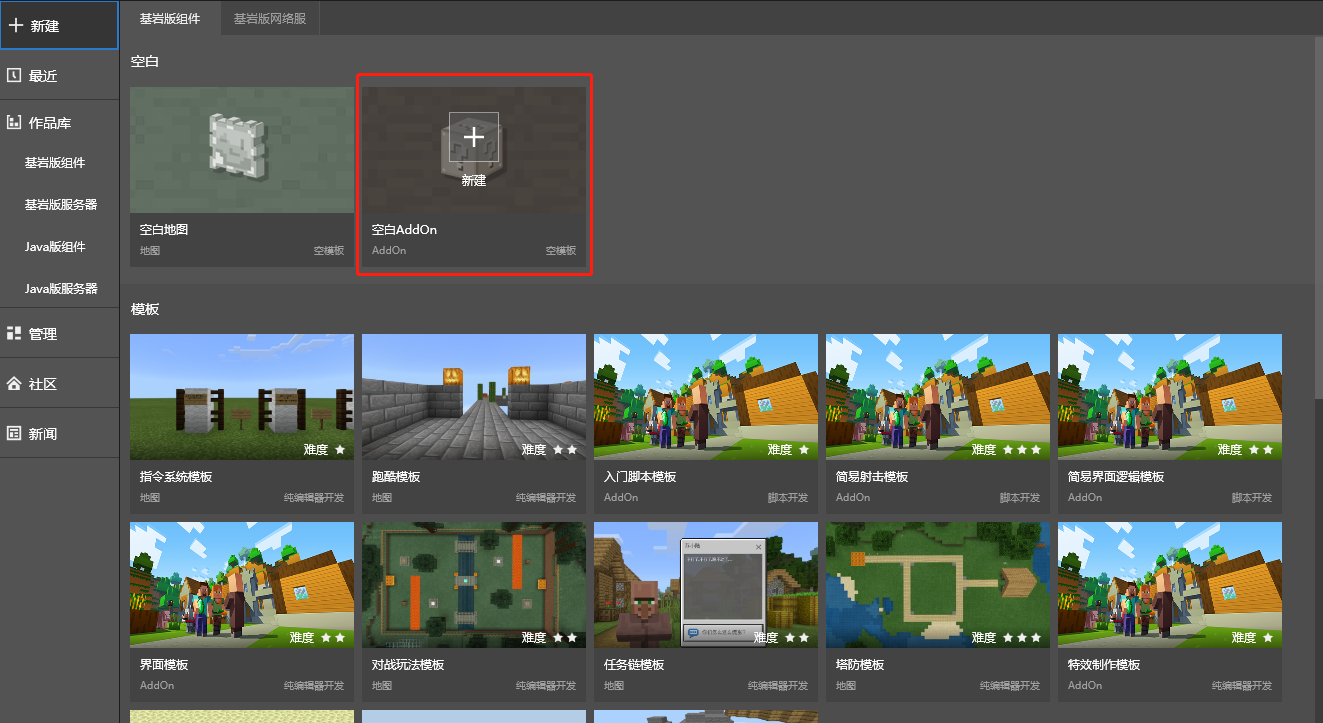 新建
最近
作品库
基岩版组件
基岩版服务器
Java版组件
Java版服务器
管理
社区
新闻
基岩版组件 基岩版网络服
空白
新建
空白地图 空白AddOn
地图 空模板 AddOn 空模板
模板
难度 难度 难度 难度 难度
指令系统模板 跑酷模板 入门脚本模板 简易射击模板 简易界面逻辑模板
地图 纯编辑器开发 地图 纯编辑器开发 AddOn 脚本开发 AddOn 脚本开发 AddOn 脚本开发
难度 难度 难度 难度 难度
界面模板 对战玩法模板 任务链模板 塔防模板 特效制作模板
AddOn 纯编辑器开发 地图 纯编辑器开发 地图 纯编辑器开发 地图 纯编辑器开发 AddOn 纯编辑器开发